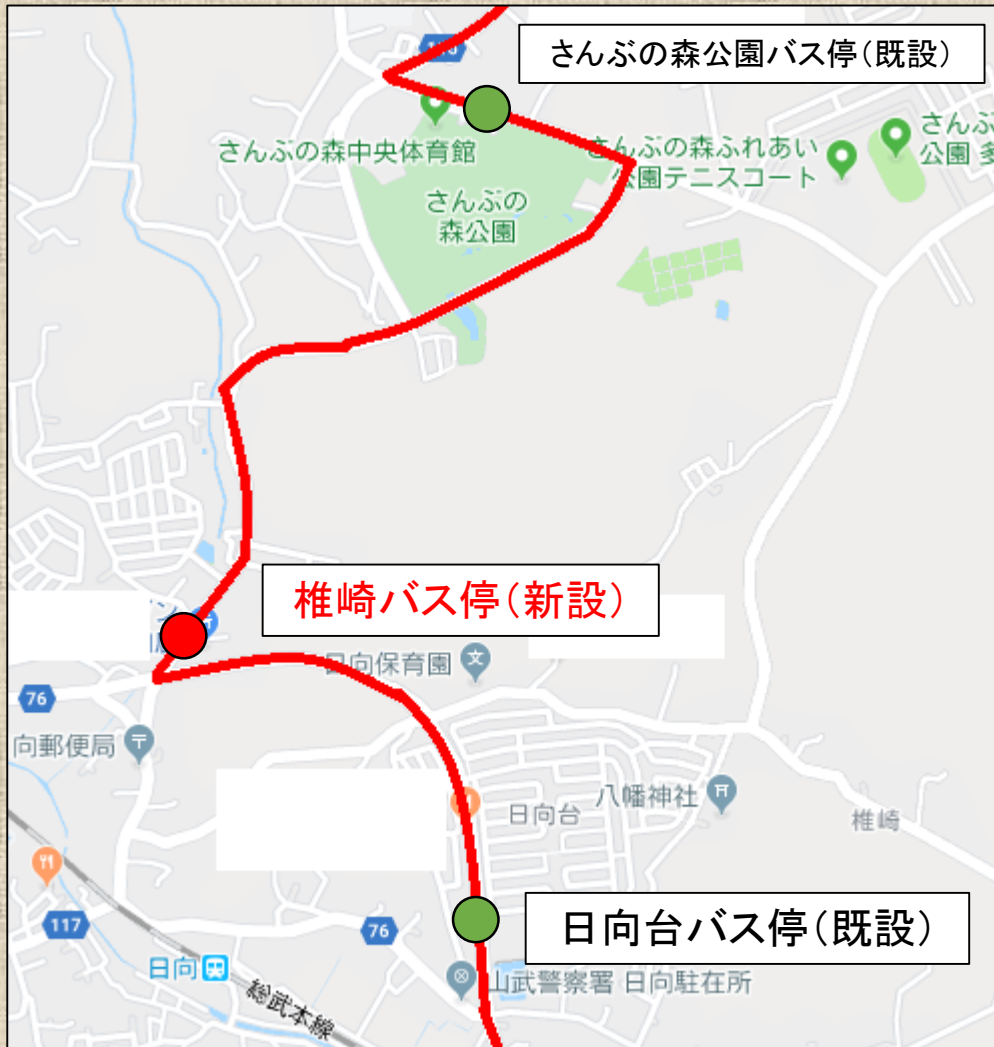 さんぶの森公園バス停(既設)
さんぶの森中央体育館
さんぶの森ふれあい
公園テニスコート
さんぶ
公園 多
さんぶの
森公園
椎崎バス停(新設)
日向保育園
76
向郵便局
八幡神社
日向台
椎崎
日向台バス停(既設)
117
76
日向
山武警察署 日向駐在所
総武本線